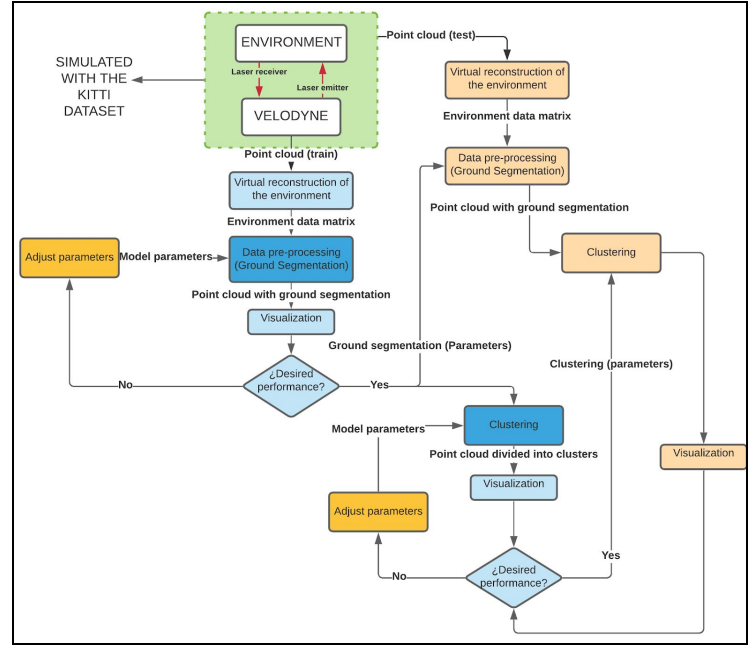 SIMULATED
WITH THE
KITTI
DATASET
ENVIRONMENT
Laser receiver
Laser emitter
VELODYNE
Point cloud (test)
Virtual reconstruction of
the environment
Environment data matrix
Data pre-processing
(Ground Segmentation)
Point cloud with ground segmentation
Clustering
Point cloud (train)
Virtual reconstruction of
the environment
Environment data matrix
Adjust parameters
Model parameters
Data pre-processing
(Ground Segmentation)
Point cloud with ground segmentation
Visualization
Ground segmentation (Parameters)
¿Desired
performance?
No
Yes
Clustering (parameters)
Model parameters
Clustering
Point cloud divided into clusters
Visualization
Visualization
Adjust parameters
¿Desired
performance?
No
Yes